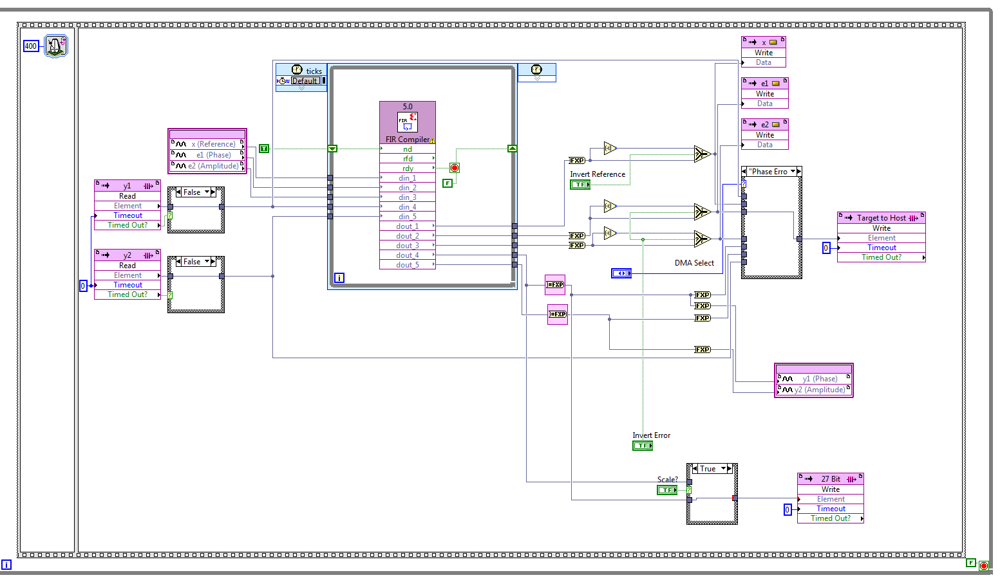 400
ticks
Default
x (Reference)
e1 (Phase)
e2 (Amplitude)
T
y1
Read
Element
Timeout
Timed Out?
False
y2
Read
Element
Timeout
Timed Out?
False
0
5.0
FIR
FIR Compiler
nd
rfd
rdy
din_1
din_2
din_3
din_4
din_5
dout_1
dout_2
dout_3
dout_4
dout_5
F
i
FXP
FXP
FXP
Invert Reference
TF
x
Write
Data
e1
Write
Data
e2
Write
Data
"Phase Erro
DMA Select
Target to Host
Write
Element
Timeout
Timed Out?
0
#FXP
#FXP
FXP
FXP
FXP
FXP
y1 (Phase)
y2 (Amplitude)
Invert Error
TF
Scale?
TF
True
27 Bit
Write
Element
Timeout
Timed Out?
0
i
F